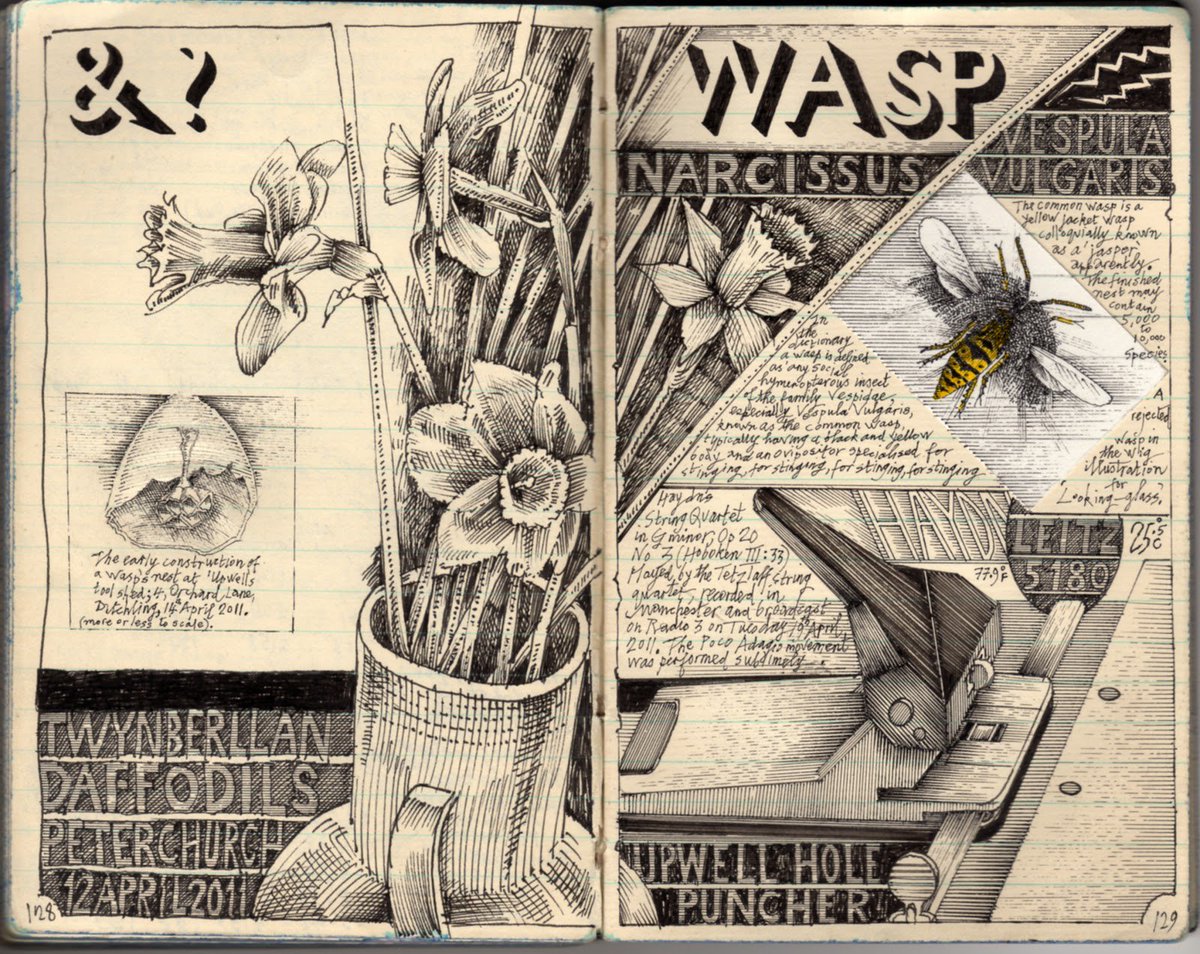 & ?
The early construction of
a wasp's nest at 'Upwell's
tool shed; 4, Orchard Lane,
Ditchling, 14 April 2011.
(more or less to scale).
TWYNBERLLAN
DAFFODILS
PETERCHURCH
12 APRIL 2011
128
WASP
NARCISSUS
VESPULA
VULGARIS
The common wasp is a
yellow jacket wasp
colloquially known
as a 'jasper'
apparently.
The finished
nest may
contain
5,000
to
10,000
species.
A
rejected
wasp in
the wig
illustration
for
Looking-glass.
In
the
dictionary
a wasp is defined
as any social
hymenopterous insect
of the family Vespidae,
especially Vespula Vulgaris,
known as the common wasp,
typically having a black and yellow
body and an ovipositor specialised for
stinging, for stinging, for stinging, for stinging
Haydn's
String Quartet
in G minor, Op 20
No. 3 (Hoboken III:33)
Played by the Tetzlaff string
quartet, recorded in
Manchester and broadcast
on Radio 3 on Tuesday April,
2011. The Poco Adagio movement
was performed sublimely.
HAYDN
77.9°F
LEITZ
5180
25.5°C
UPWELL HOLE
PUNCHER
129